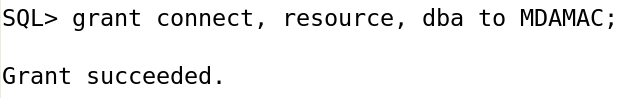 SQL> grant connect, resource, dba to MDAMAC;
Grant succeeded.